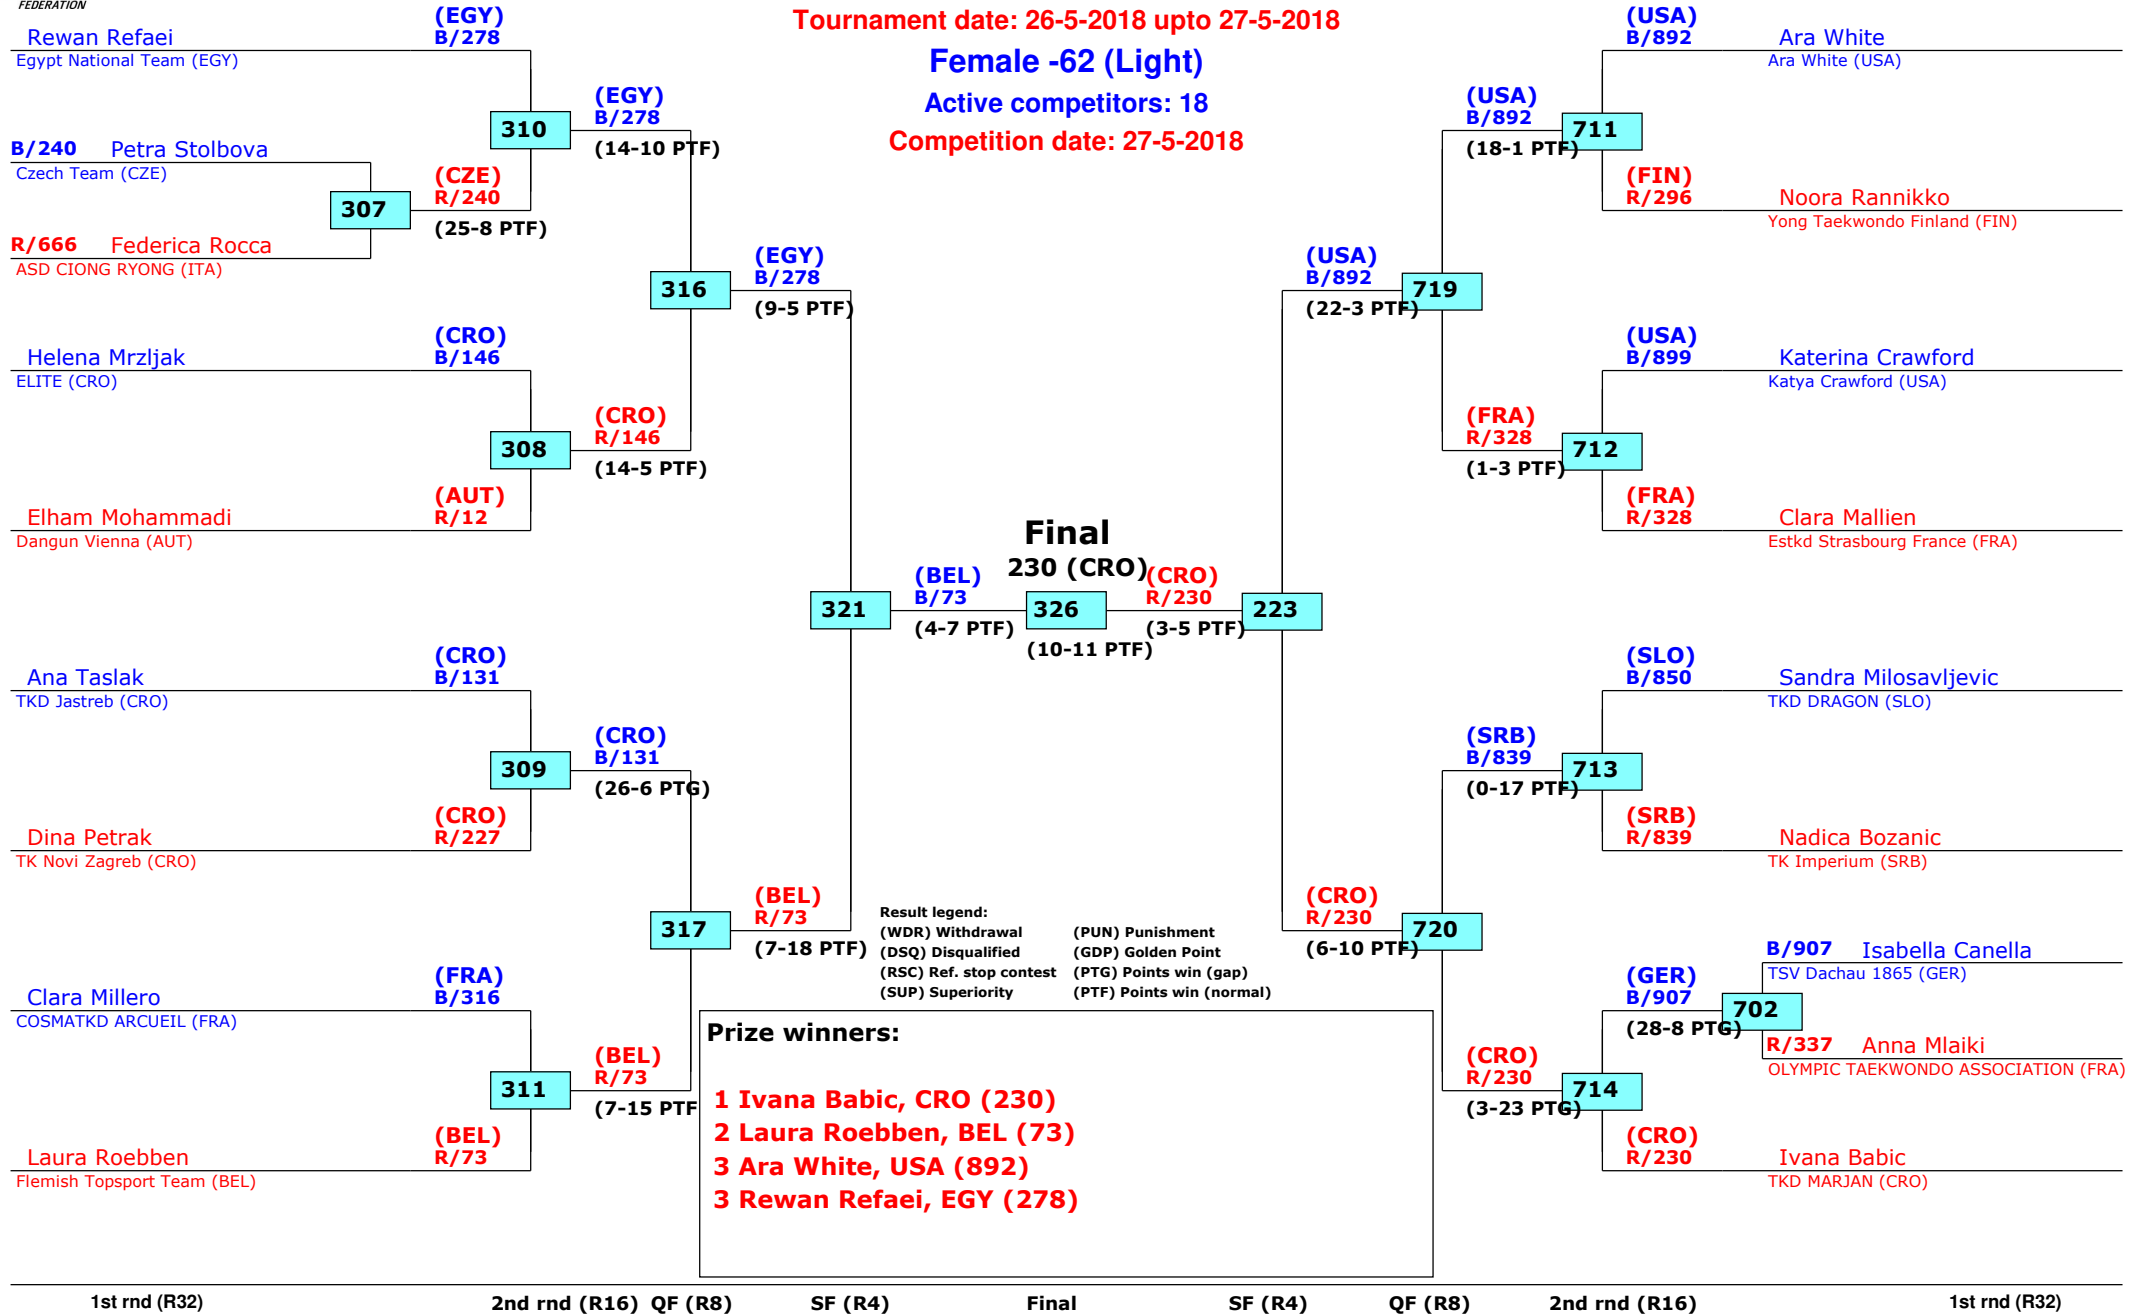 FEDERATION
Tournament date: 26-5-2018 upto 27-5-2018
Female -62 (Light)
Active competitors: 18
Competition date: 27-5-2018
Rewan Refaei
(EGY)
B/278
Egypt National Team (EGY)
B/240 Petra Stolbova
Czech Team (CZE)
R/666 Federica Rocca
ASD CIONG RYONG (ITA)
307
(CZE)
R/240
(25-8 PTF)
310
(EGY)
B/278
(14-10 PTF)
Helena Mrzljak
(CRO)
B/146
ELITE (CRO)
Elham Mohammadi
(AUT)
R/12
Dangun Vienna (AUT)
308
(CRO)
R/146
(14-5 PTF)
316
(EGY)
B/278
(9-5 PTF)
Ana Taslak
(CRO)
B/131
TKD Jastreb (CRO)
Dina Petrak
(CRO)
R/227
TK Novi Zagreb (CRO)
309
(CRO)
B/131
(26-6 PTG)
Clara Millero
(FRA)
B/316
COSMATKD ARCUEIL (FRA)
Laura Roebben
(BEL)
R/73
Flemish Topsport Team (BEL)
311
(BEL)
R/73
(7-15 PTF
317
(BEL)
R/73
(7-18 PTF)
321
(BEL)
B/73
(4-7 PTF)
Final
230 (CRO)
326
(10-11 PTF)
(CRO)
R/230
(3-5 PTF)
223
(USA)
B/892
(22-3 PTF)
719
(USA)
B/892
(18-1 PTF)
711
(USA)
B/892
Ara White
Ara White (USA)
(FIN)
R/296
Noora Rannikko
Yong Taekwondo Finland (FIN)
(FRA)
R/328
(1-3 PTF)
712
(USA)
B/899
Katerina Crawford
Katya Crawford (USA)
(FRA)
R/328
Clara Mallien
Estkd Strasbourg France (FRA)
(CRO)
R/230
(6-10 PTF)
720
(SRB)
B/839
(0-17 PTF)
713
(SLO)
B/850
Sandra Milosavljevic
TKD DRAGON (SLO)
(SRB)
R/839
Nadica Bozanic
TK Imperium (SRB)
(CRO)
R/230
(3-23 PTG)
714
(GER)
B/907
(28-8 PTG)
702
B/907 Isabella Canella
TSV Dachau 1865 (GER)
R/337 Anna Mlaiki
OLYMPIC TAEKWONDO ASSOCIATION (FRA)
(CRO)
R/230
Ivana Babic
TKD MARJAN (CRO)
Result legend:
(WDR) Withdrawal (PUN) Punishment
(DSQ) Disqualified (GDP) Golden Point
(RSC) Ref. stop contest (PTG) Points win (gap)
(SUP) Superiority (PTF) Points win (normal)
Prize winners:
1 Ivana Babic, CRO (230)
2 Laura Roebben, BEL (73)
3 Ara White, USA (892)
3 Rewan Refaei, EGY (278)
1st rnd (R32) 2nd rnd (R16) QF (R8) SF (R4) Final SF (R4) QF (R8) 2nd rnd (R16) 1st rnd (R32)